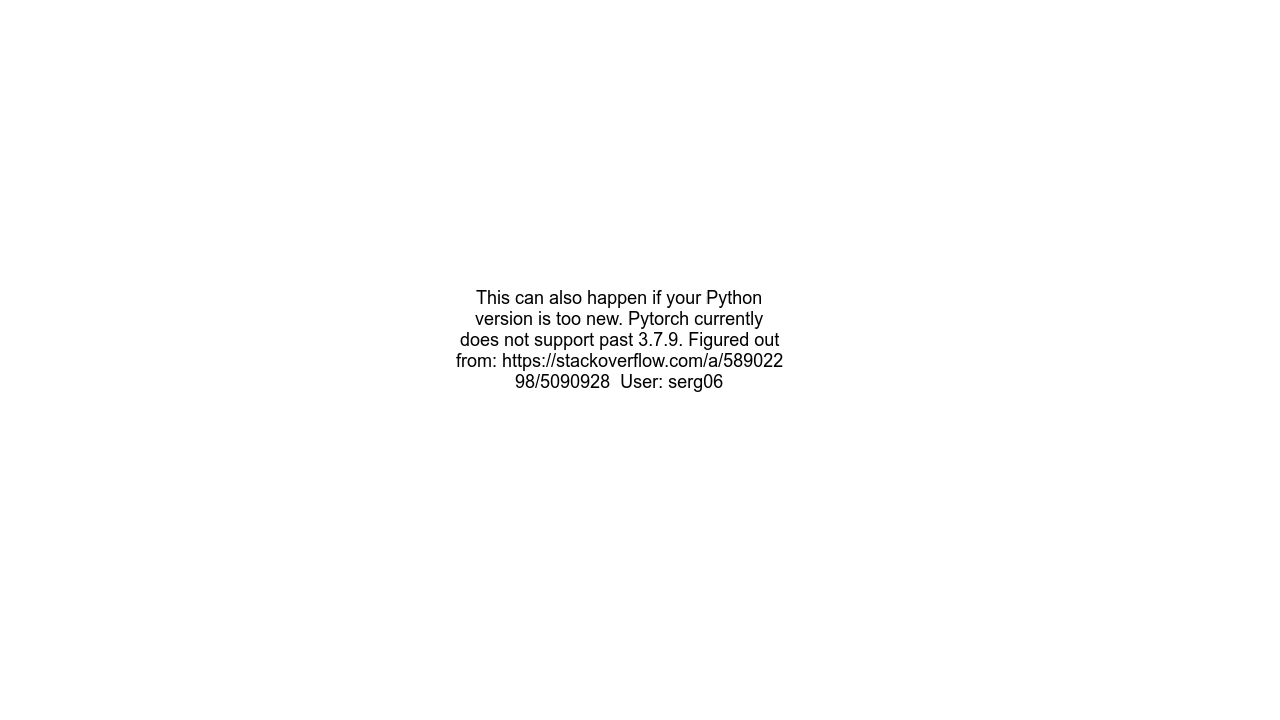 This can also happen if your Python
version is too new. Pytorch currently
does not support past 3.7.9. Figured out
from: https://stackoverflow.com/a/589022
98/5090928  User: serg06